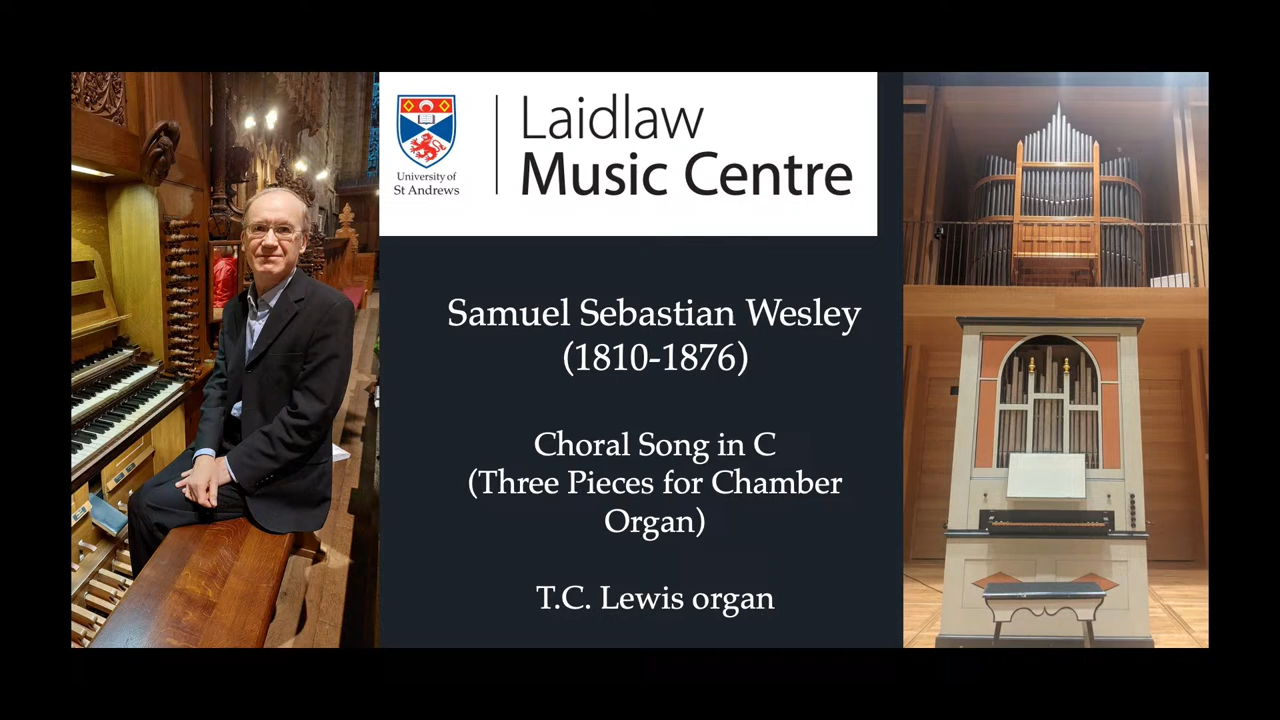 University of
St Andrews
Laidlaw
Music Centre
Samuel Sebastian Wesley
(1810-1876)
Choral Song in C
(Three Pieces for Chamber
Organ)
T.C. Lewis organ